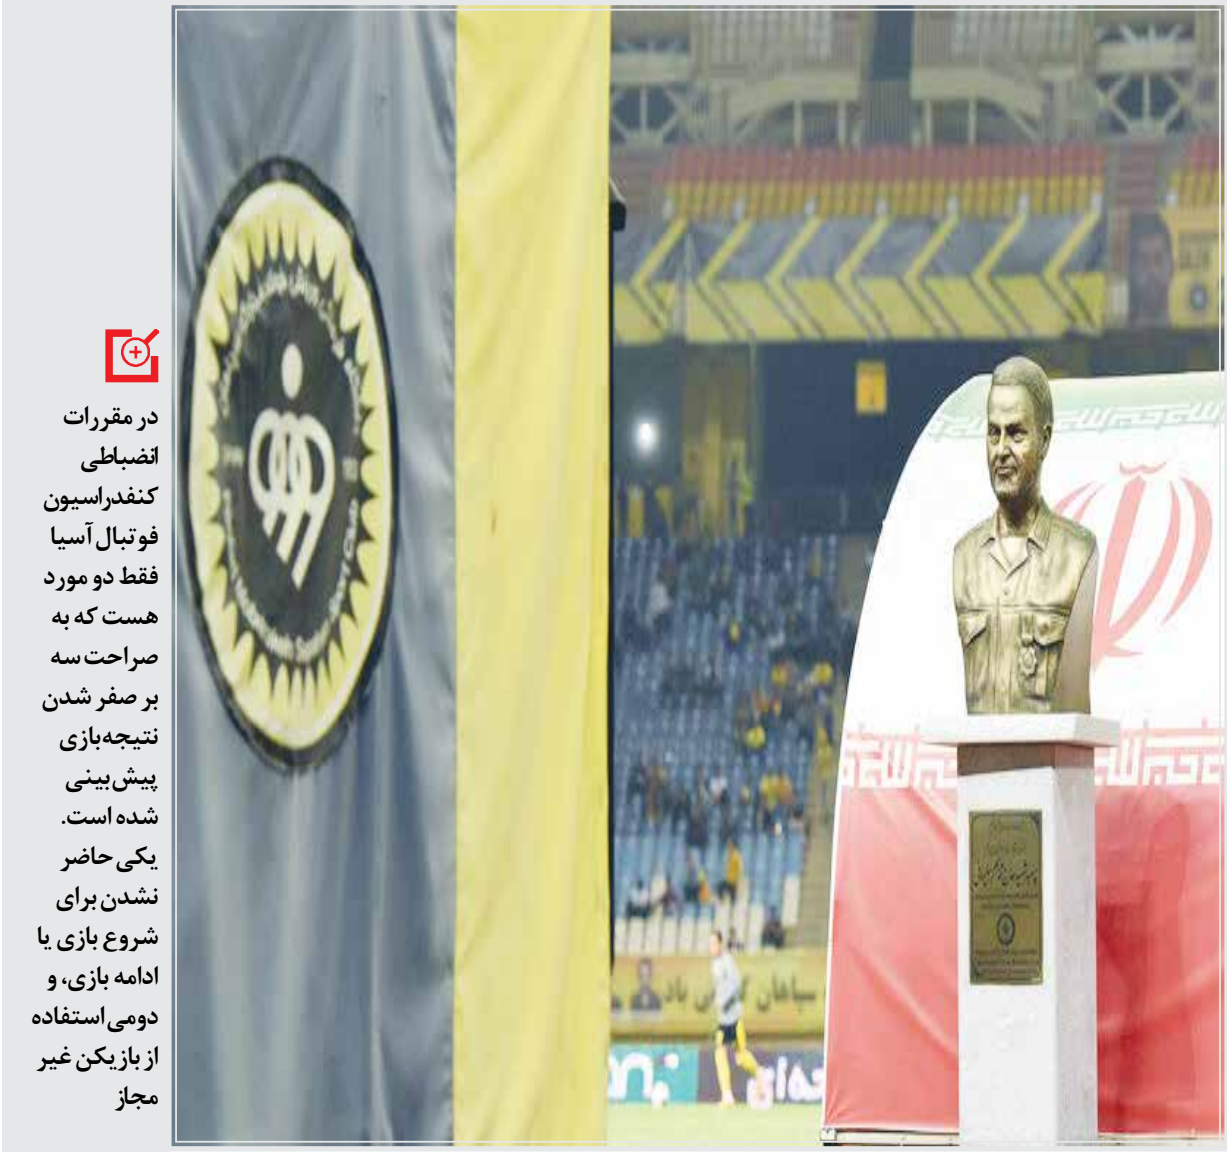 در مقررات
انضباطی
کنفدراسیون
فوتبال آسیا
فقط دو مورد
هست که به
صراحت سه
بر صفر شدن
نتیجه‌بازی
پیش‌بینی
شده است.
یکی حاضر
نشدن برای
شروع بازی یا
ادامه بازی، و
دومی استفاده
از بازیکن غیر
مجاز
سپاهان